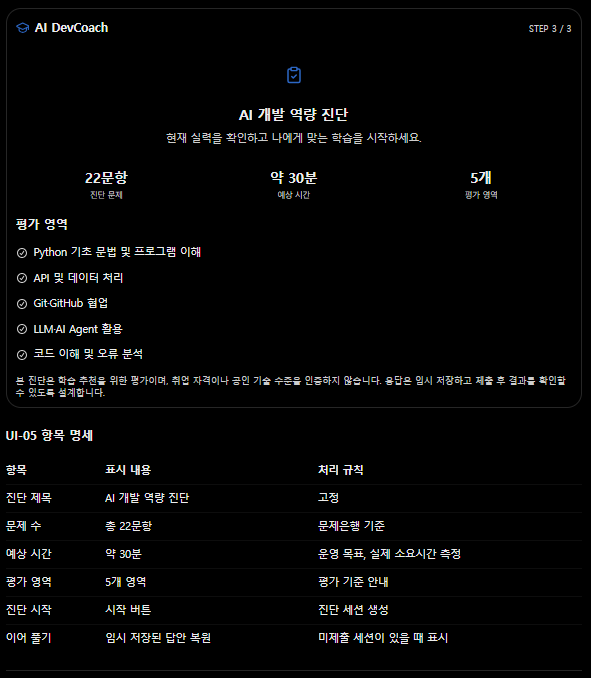 AI DevCoach
STEP 3 / 3
AI 개발 역량 진단
현재 실력을 확인하고 나에게 맞는 학습을 시작하세요.
22문항 약 30분 5개
진단 문제 예상 시간 평가 영역
평가 영역
Python 기초 문법 및 프로그램 이해
API 및 데이터 처리
Git·GitHub 협업
LLM·AI Agent 활용
코드 이해 및 오류 분석
본 진단은 학습 추천을 위한 평가이며, 취업 자격이나 공인 기술 수준을 인증하지 않습니다. 응답은 임시 저장하고 제출 후 결과를 확인할
수 있도록 설계합니다.
UI-05 항목 명세
항목 표시 내용 처리 규칙
진단 제목 AI 개발 역량 진단 고정
문제 수 총 22문항 문제은행 기준
예상 시간 약 30분 운영 목표, 실제 소요시간 측정
평가 영역 5개 영역 평가 기준 안내
진단 시작 시작 버튼 진단 세션 생성
이어 풀기 임시 저장된 답안 복원 미제출 세션이 있을 때 표시